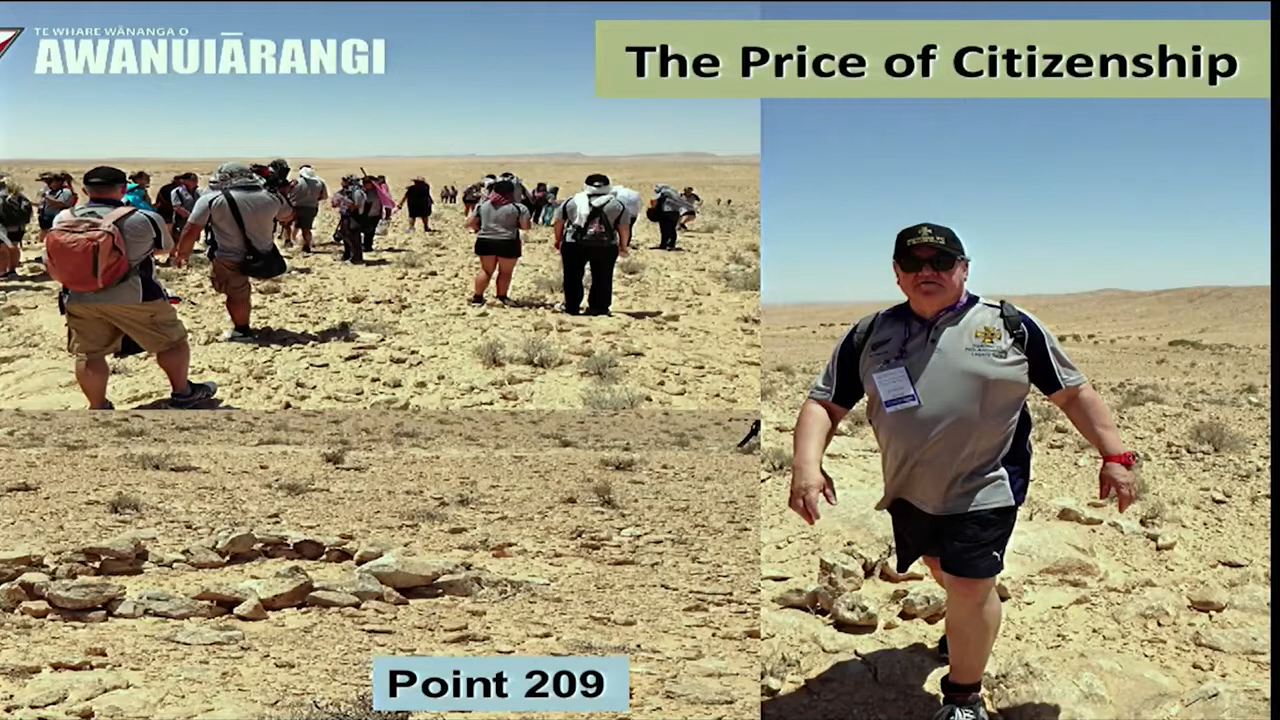 TE WHARE WĀNANGA O
AWANUIĀRANGI
The Price of Citizenship
Point 209